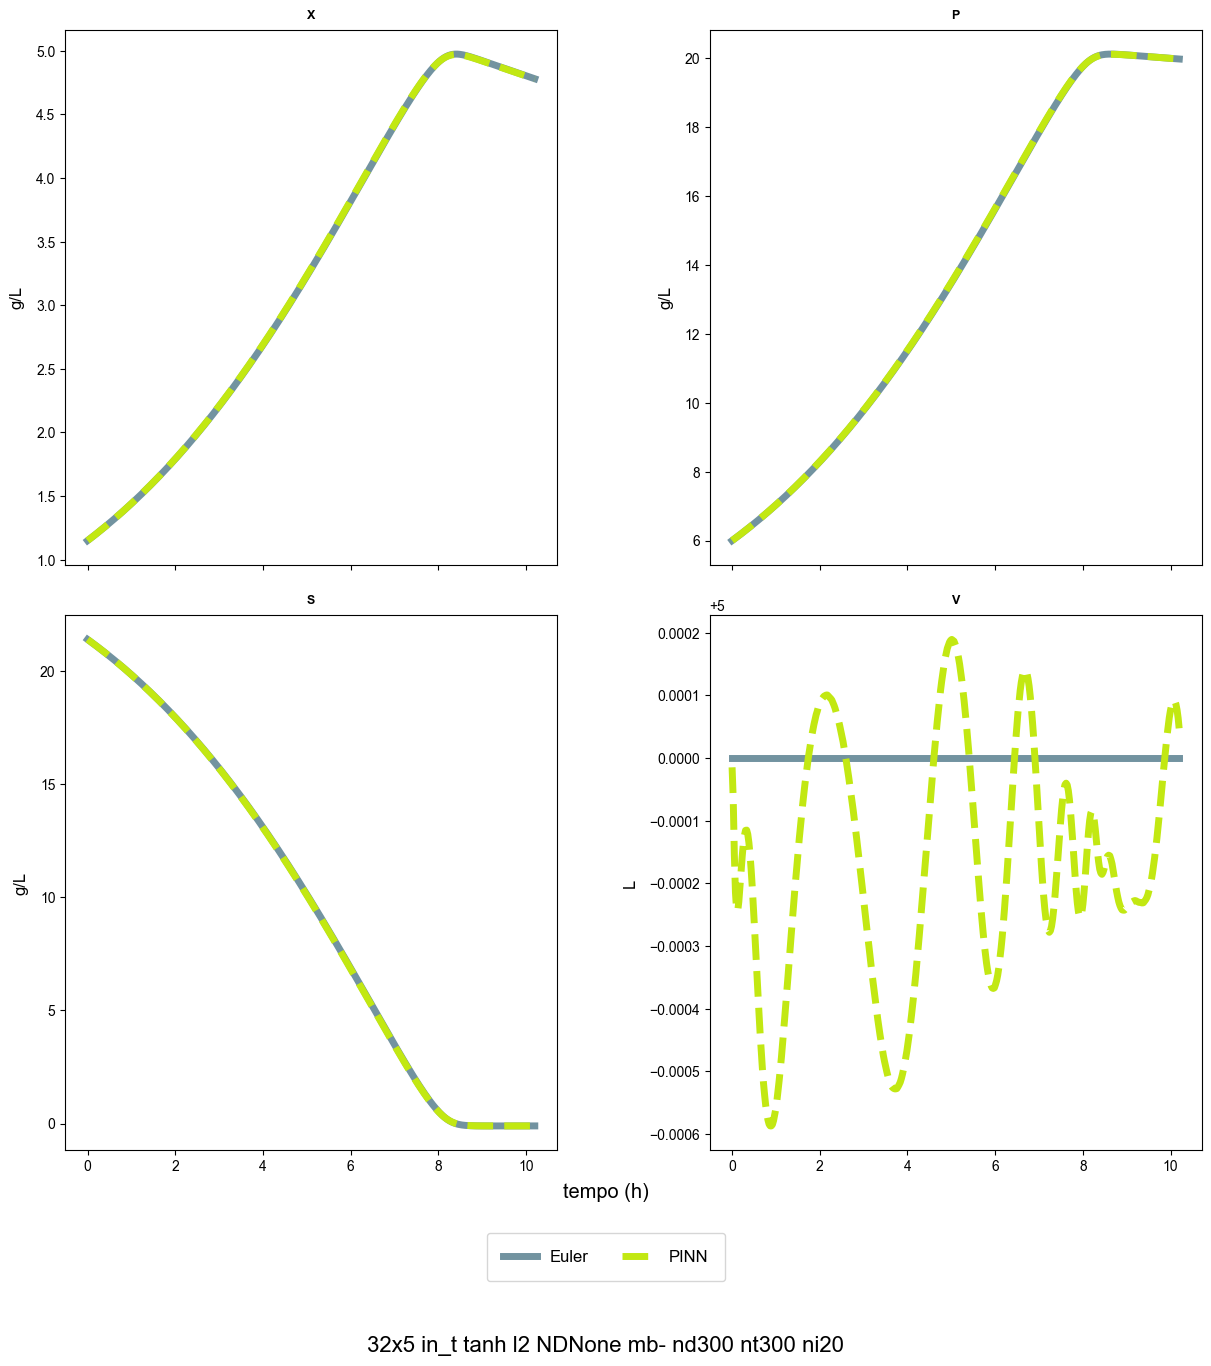 X
P
5.0
4.5
4.0
3.5
3.0
2.5
2.0
1.5
1.0
g/L
20
18
16
14
12
10
8
6
g/L
S
V
20
15
10
5
0
g/L
0 2 4 6 8 10
+5
0.0002
0.0001
0.0000
−0.0001
−0.0002
−0.0003
−0.0004
−0.0005
−0.0006
L
0 2 4 6 8 10
tempo (h)
Euler PINN
32x5 in_t tanh l2 NDNone mb- nd300 nt300 ni20